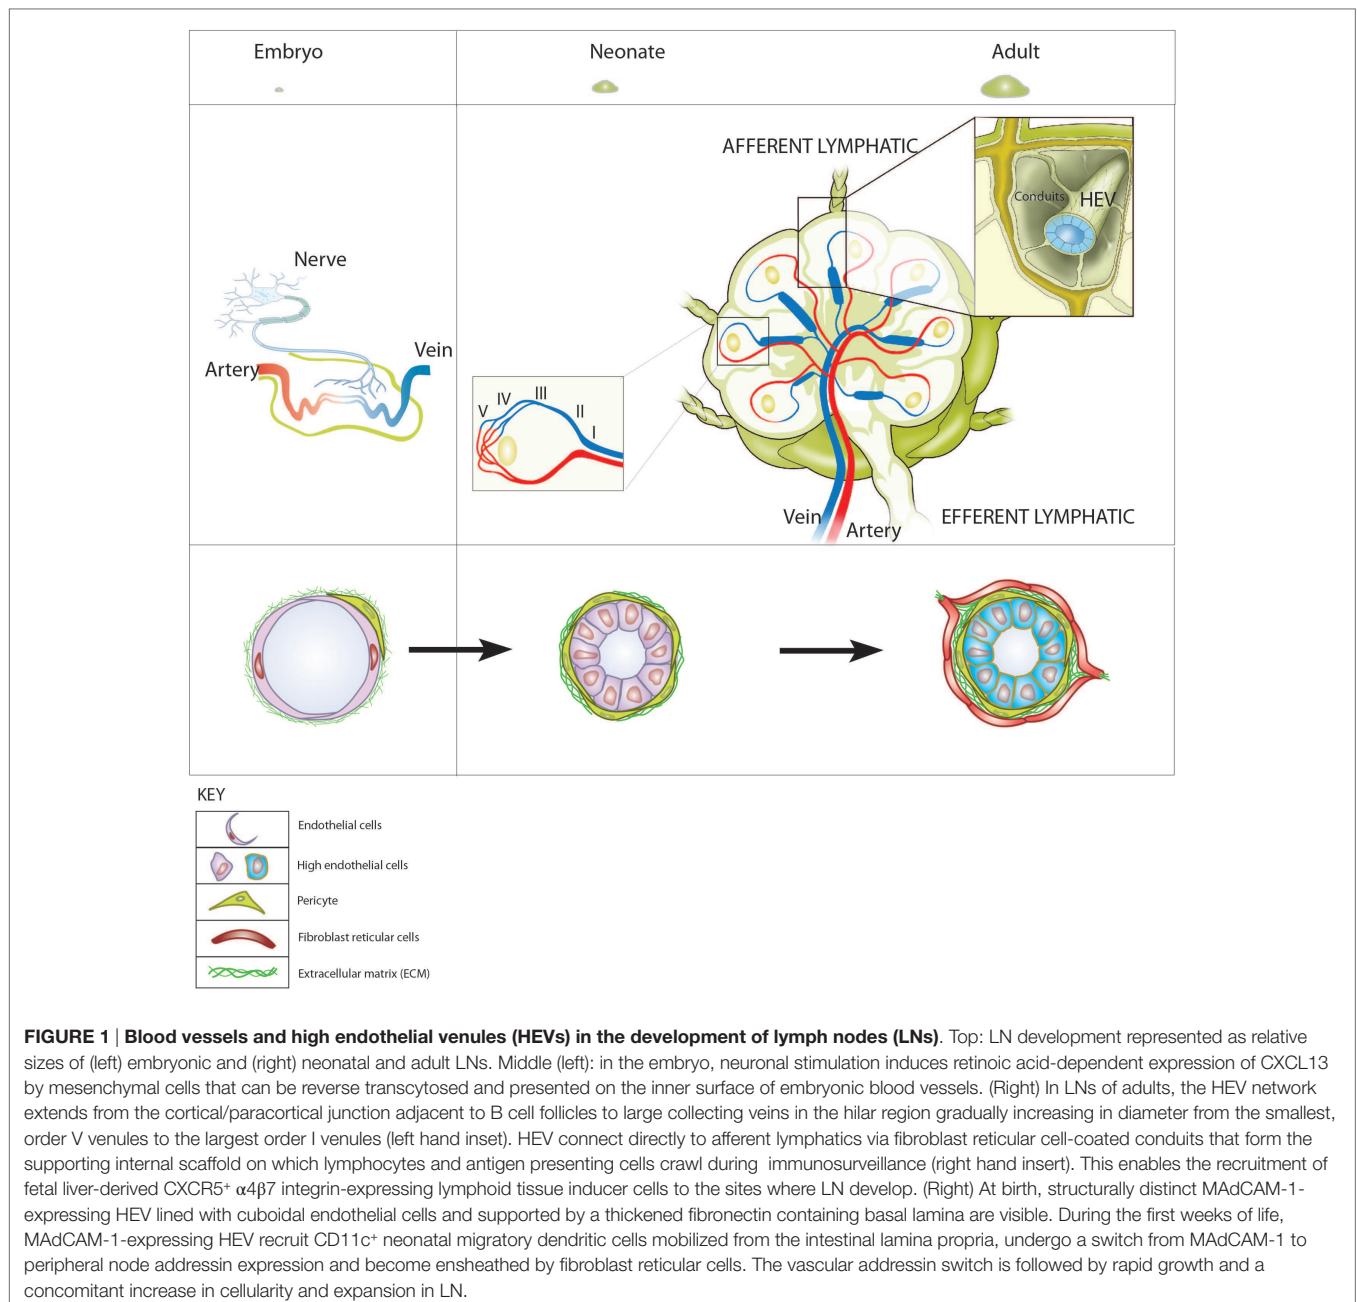 Embryo
Neonate
Adult
AFFERENT LYMPHATIC
Conduits
HEV
Nerve
Artery
Vein
V
IV
III
II
I
Vein
Artery
EFFERENT LYMPHATIC
KEY
Endothelial cells
High endothelial cells
Pericyte
Fibroblast reticular cells
Extracellular matrix (ECM)
FIGURE 1 | Blood vessels and high endothelial venules (HEVs) in the development of lymph nodes (LNs). Top: LN development represented as relative
sizes of (left) embryonic and (right) neonatal and adult LNs. Middle (left): in the embryo, neuronal stimulation induces retinoic acid-dependent expression of CXCL13
by mesenchymal cells that can be reverse transcytosed and presented on the inner surface of embryonic blood vessels. (Right) In LNs of adults, the HEV network
extends from the cortical/paracortical junction adjacent to B cell follicles to large collecting veins in the hilar region gradually increasing in diameter from the smallest,
order V venules to the largest order I venules (left hand inset). HEV connect directly to afferent lymphatics via fibroblast reticular cell-coated conduits that form the
supporting internal scaffold on which lymphocytes and antigen presenting cells crawl during immunosurveillance (right hand insert). This enables the recruitment of
fetal liver-derived CXCR5⁺ α4β7 integrin-expressing lymphoid tissue inducer cells to the sites where LN develop. (Right) At birth, structurally distinct MAdCAM-1-
expressing HEV lined with cuboidal endothelial cells and supported by a thickened fibronectin containing basal lamina are visible. During the first weeks of life,
MAdCAM-1-expressing HEV recruit CD11c⁺ neonatal migratory dendritic cells mobilized from the intestinal lamina propria, undergo a switch from MAdCAM-1 to
peripheral node addressin expression and become ensheathed by fibroblast reticular cells. The vascular addressin switch is followed by rapid growth and a
concomitant increase in cellularity and expansion in LN.